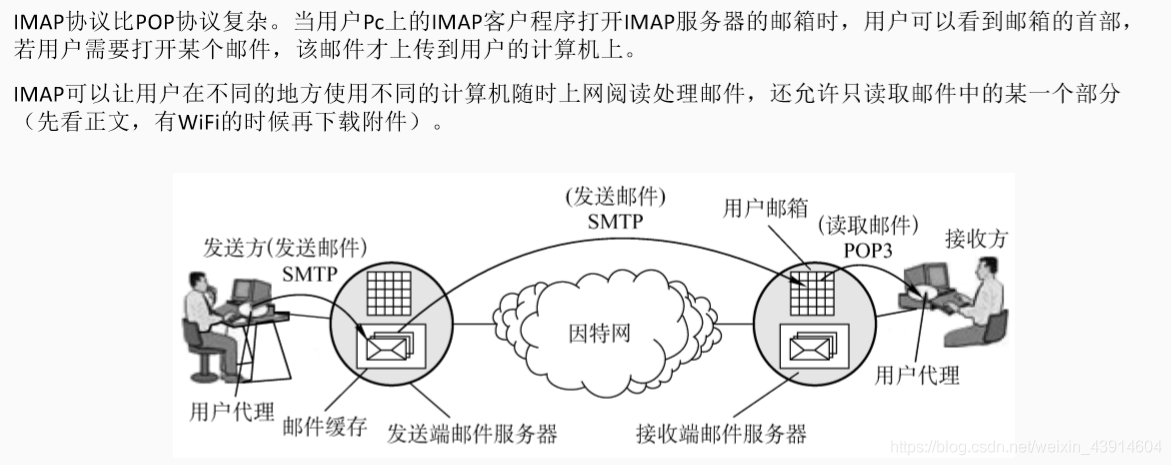 IMAP协议比POP协议复杂。当用户Pc上的IMAP客户程序打开IMAP服务器的邮箱时，用户可以看到邮箱的首部，
若用户需要打开某个邮件，该邮件才上传到用户的计算机上。
IMAP可以让用户在不同的地方使用不同的计算机随时上网阅读处理邮件，还允许只读取邮件中的某一个部分
（先看正文，有WiFi的时候再下载附件）。
(发送邮件)
SMTP
用户邮箱
(读取邮件)
POP3
接收方
发送方(发送邮件)
SMTP
因特网
用户代理
用户代理
邮件缓存
发送端邮件服务器
接收端邮件服务器
https://blog.csdn.net/weixin_43914604